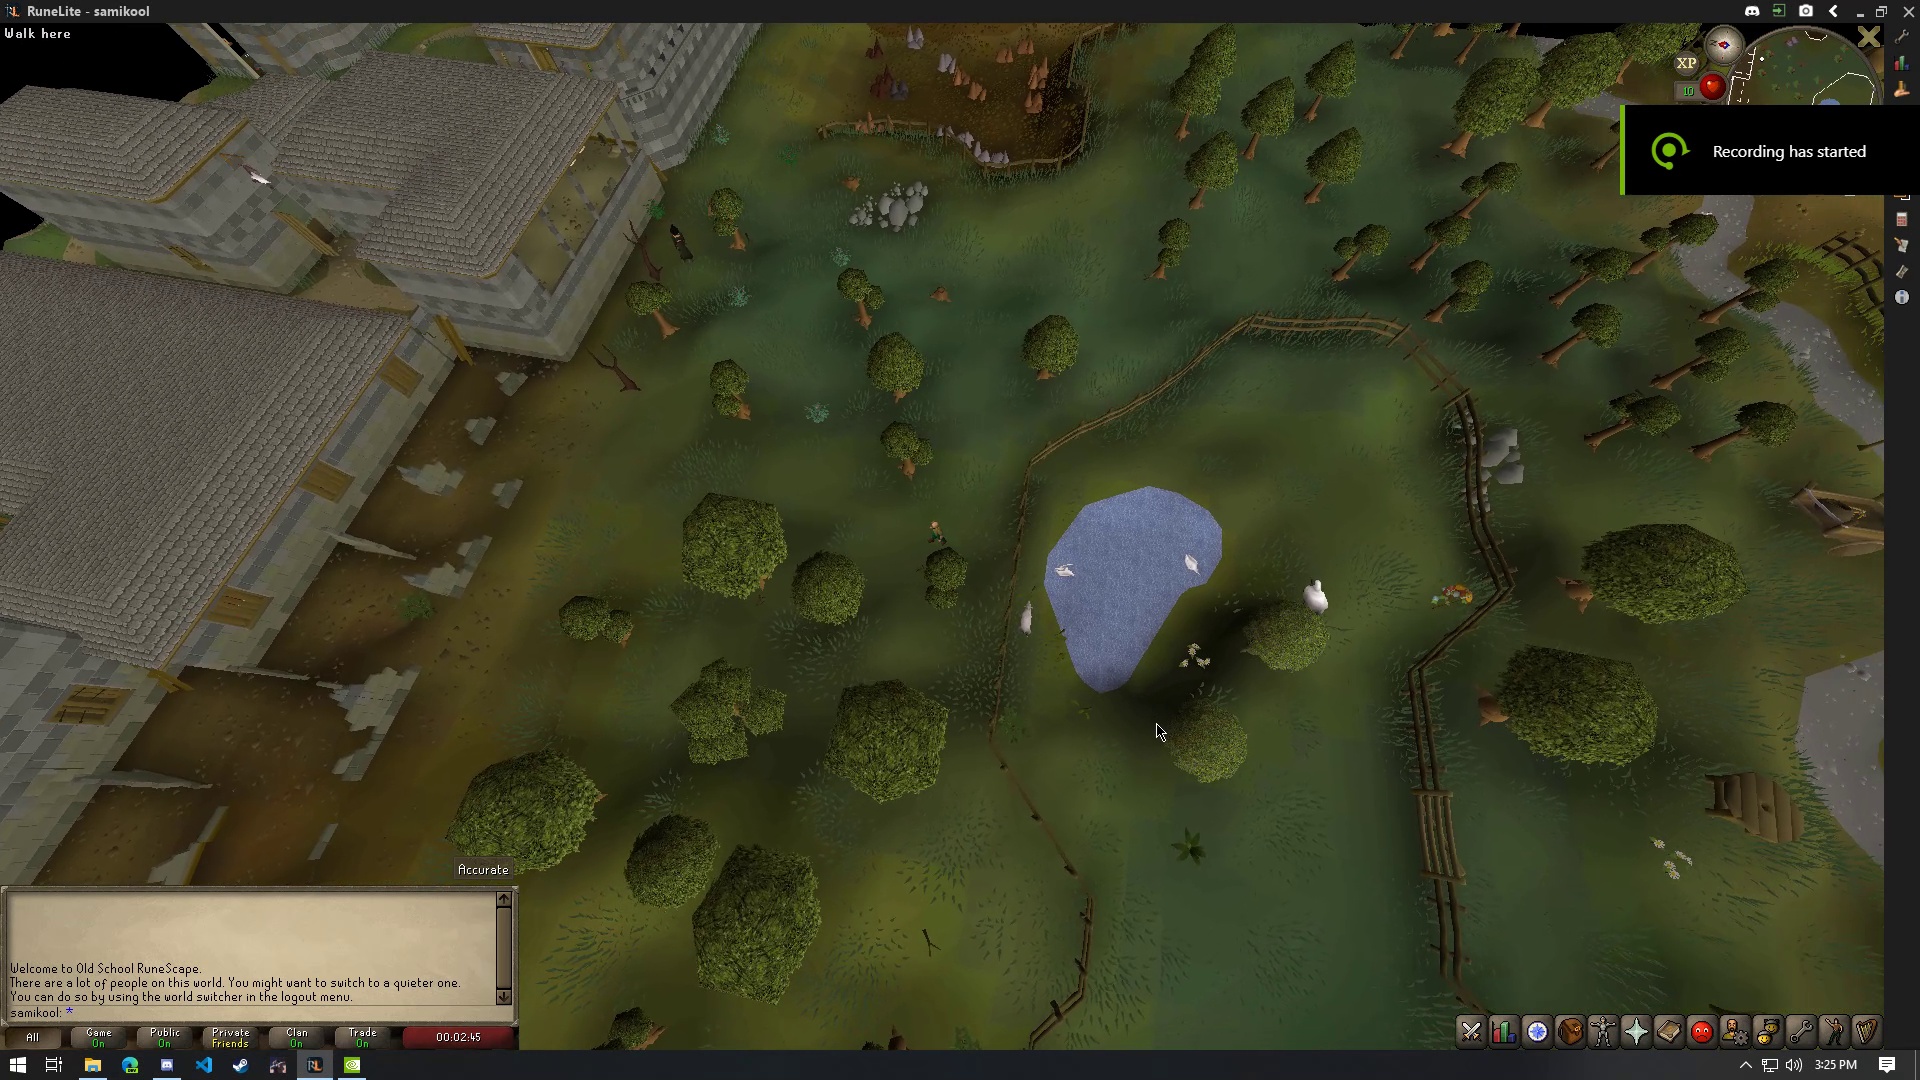 RuneLite - samikool
Walk here
XP
10
Recording has started
Accurate
Welcome to Old School RuneScape.
There are a lot of people on this world. You might want to switch to a quieter one.
You can do so by using the world switcher in the logout menu.
samikool: *
All
Game
On
Public
On
Private
Friends
Clan
On
Trade
On
00:02:45
3:25 PM